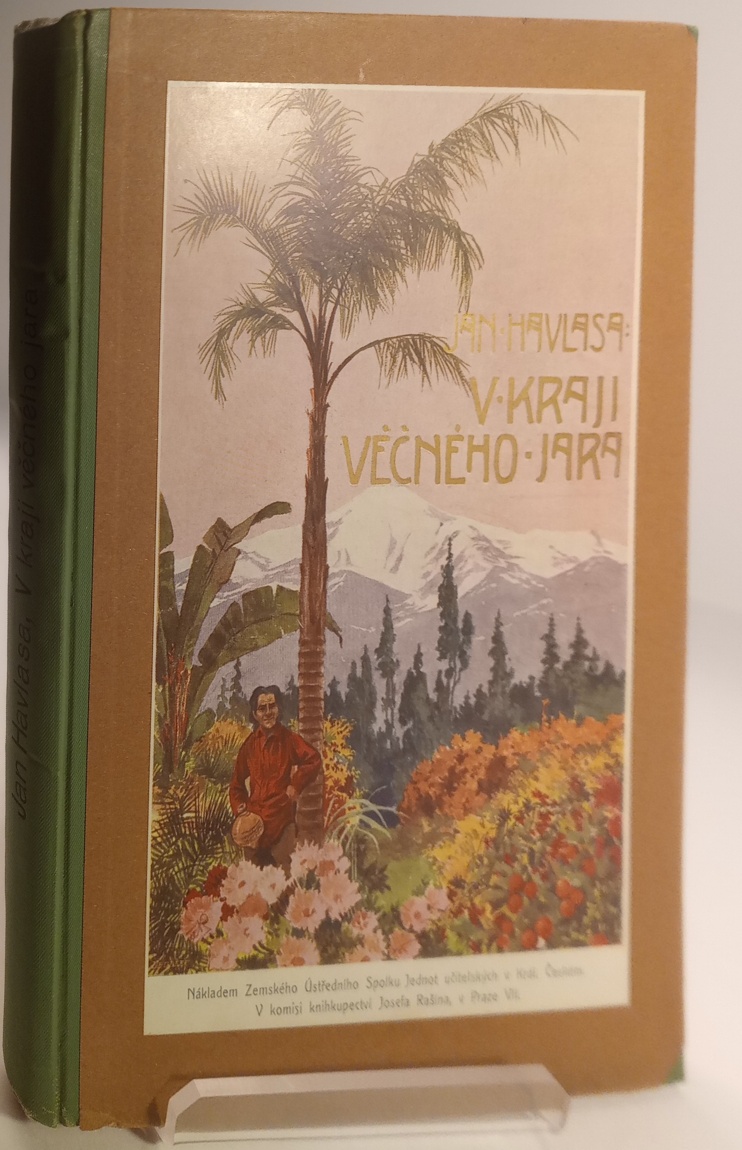 Jan Havlasa, V kraji věčného jara
JAN·HAVLASA:
V·KRAJI
VĚČNÉHO·JARA
Nákladem Zemského Ústředního Spolku Jednot učitelských v Král. Českém.
V komisi knihkupectví Josefa Rašína, v Praze VII.